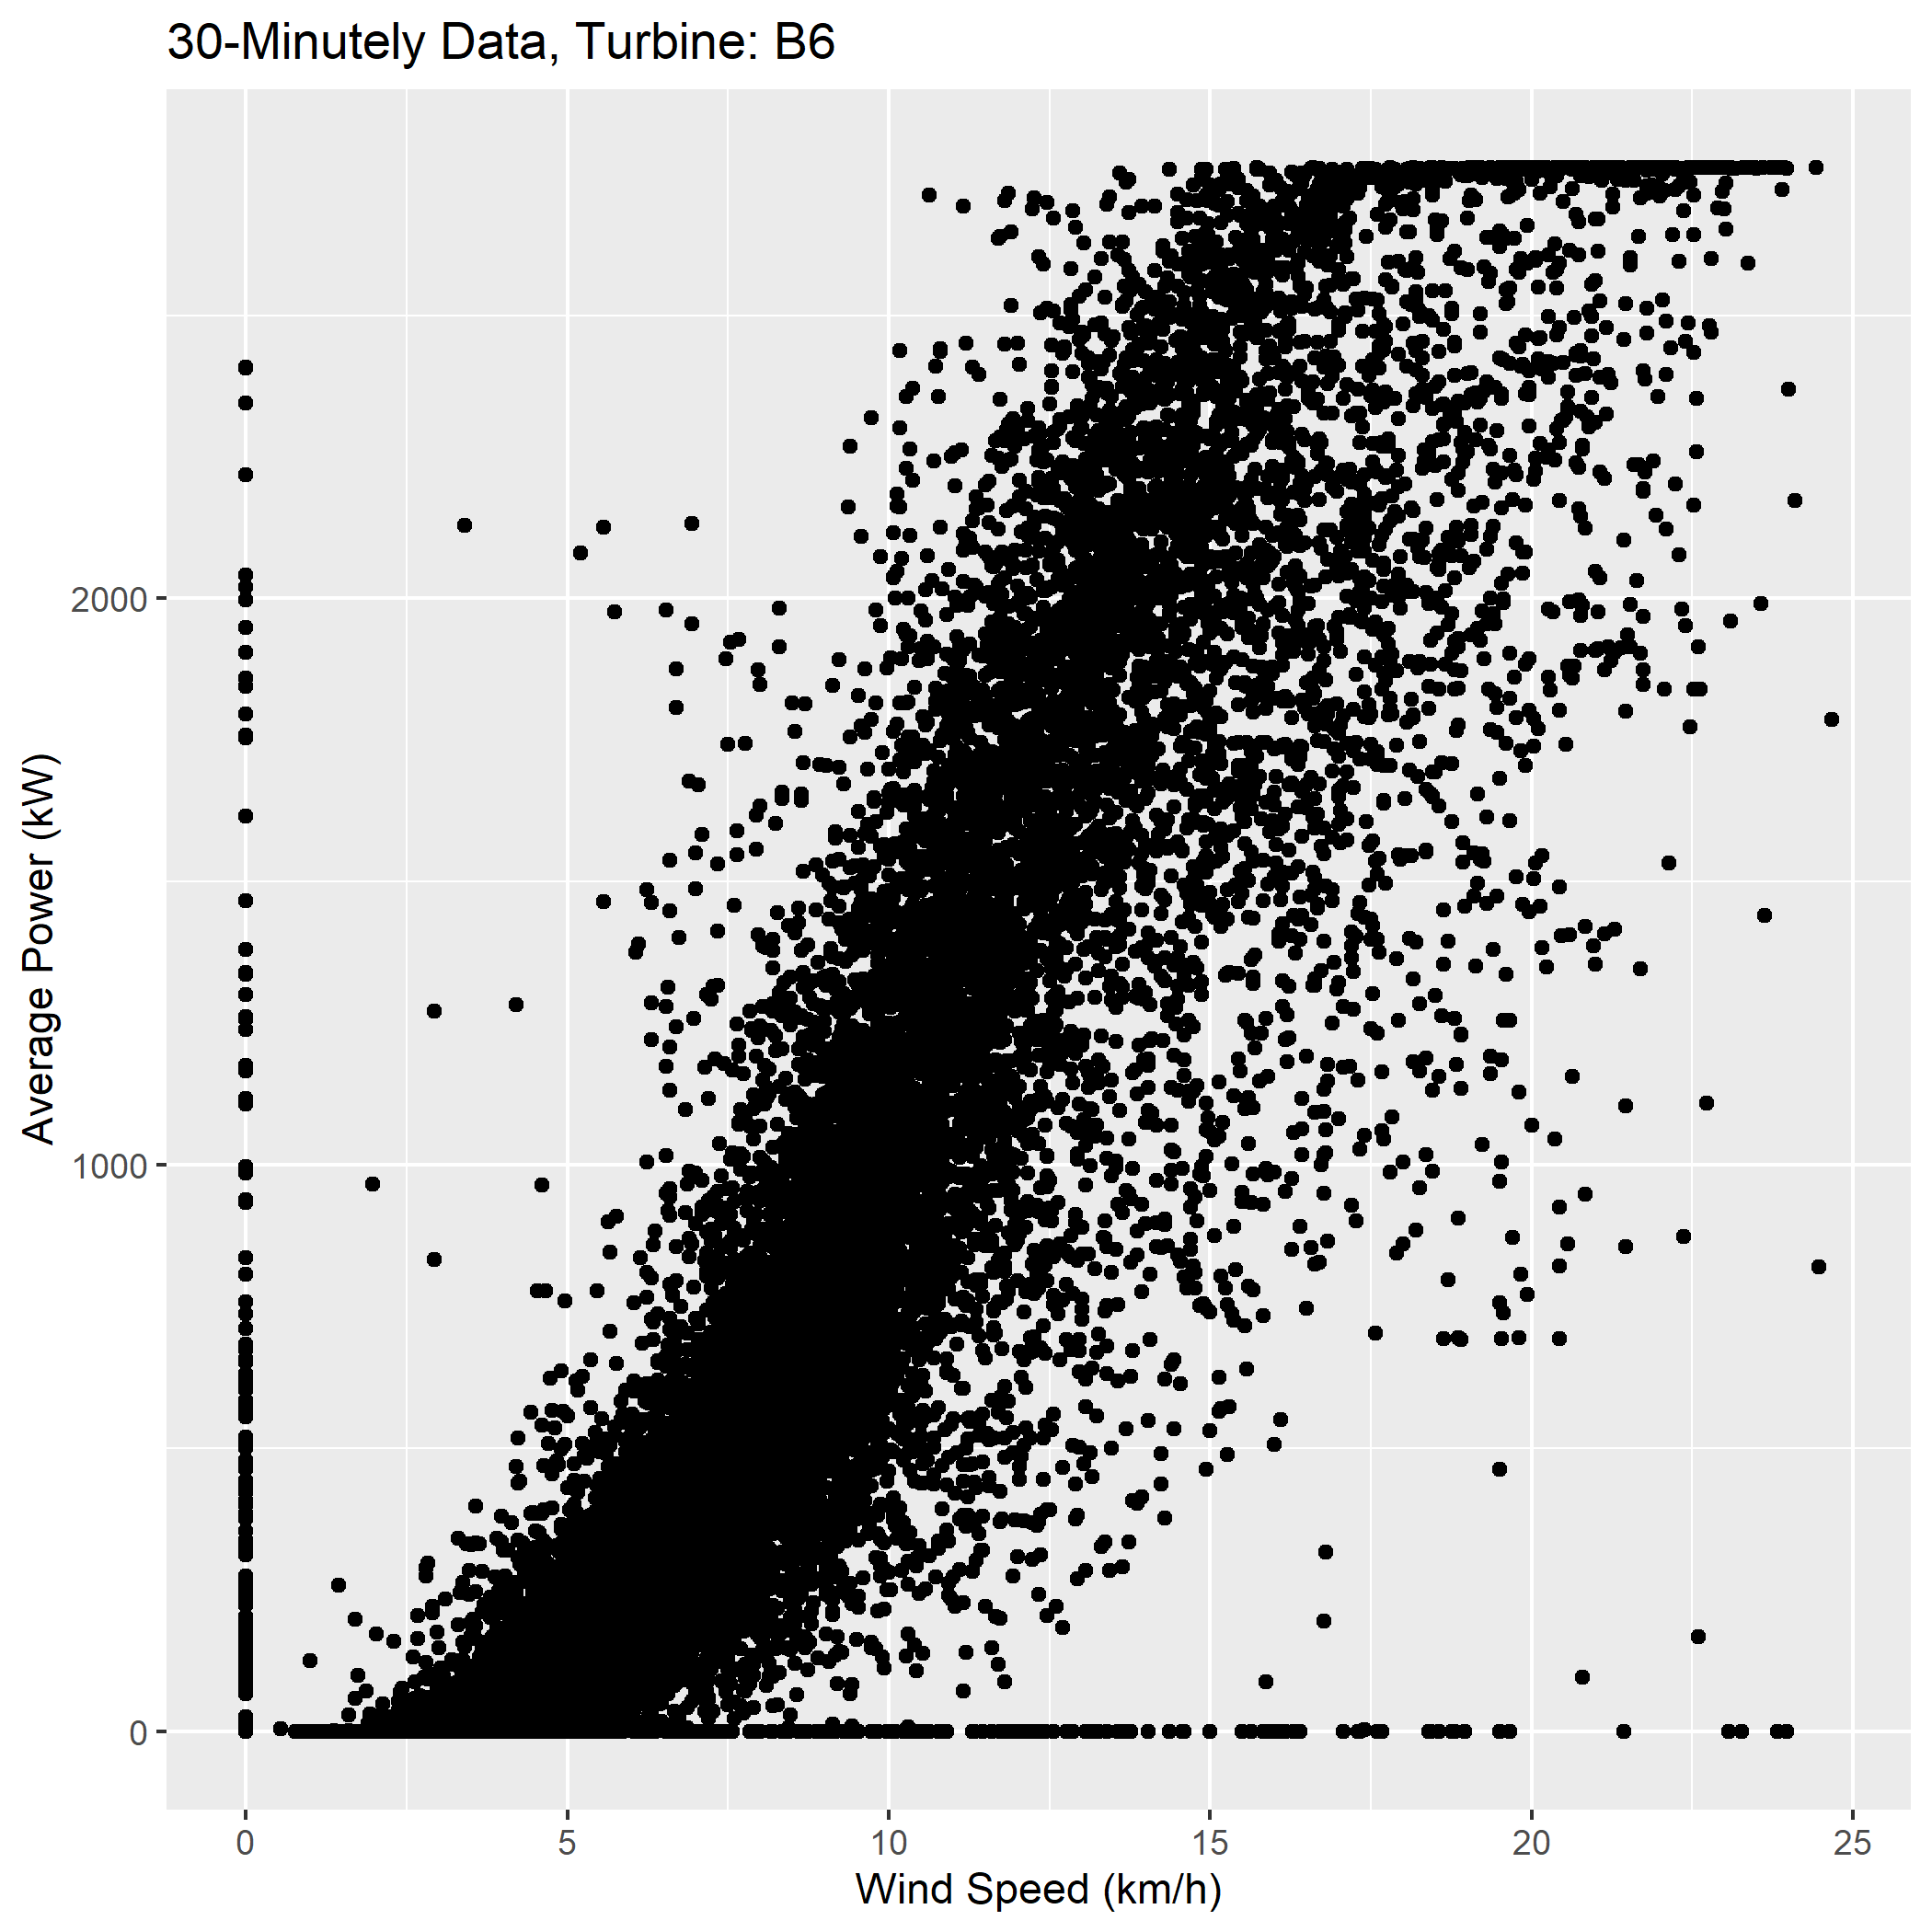 30-Minutely Data, Turbine: B6
Average Power (kW)
2000
1000
0
0 5 10 15 20 25
Wind Speed (km/h)